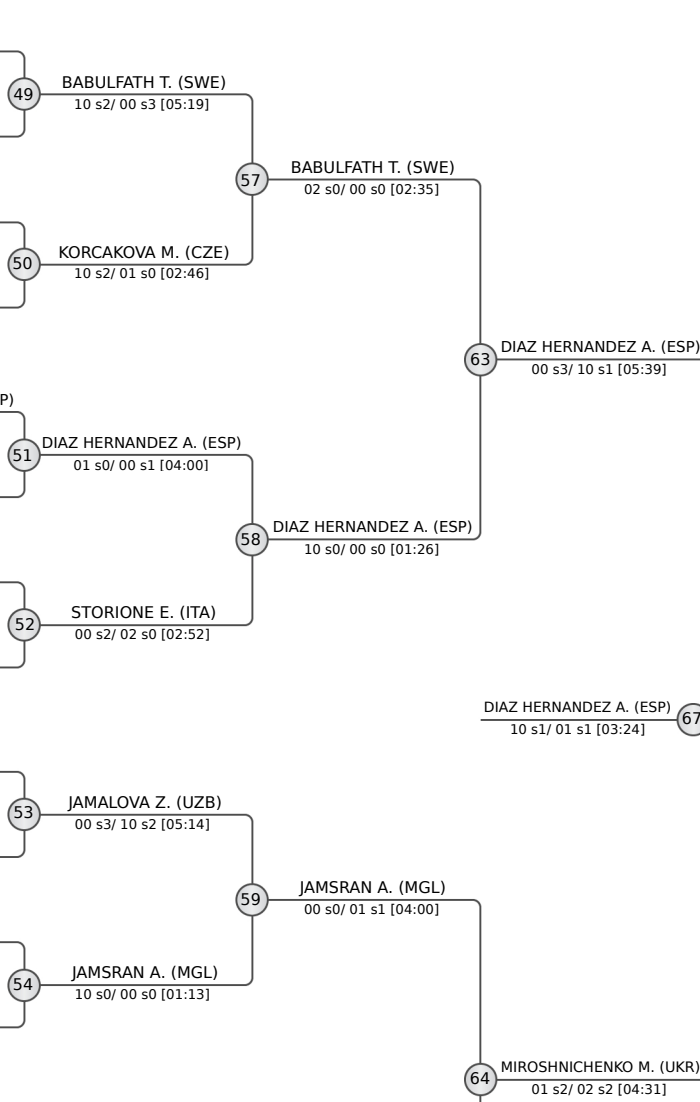 BABULFATH T. (SWE)
49
10 s2/ 00 s3 [05:19]
BABULFATH T. (SWE)
57
02 s0/ 00 s0 [02:35]
KORCAKOVA M. (CZE)
50
10 s2/ 01 s0 [02:46]
DIAZ HERNANDEZ A. (ESP)
63
00 s3/ 10 s1 [05:39]
P)
DIAZ HERNANDEZ A. (ESP)
51
01 s0/ 00 s1 [04:00]
DIAZ HERNANDEZ A. (ESP)
58
10 s0/ 00 s0 [01:26]
STORIONE E. (ITA)
52
00 s2/ 02 s0 [02:52]
DIAZ HERNANDEZ A. (ESP)
67
10 s1/ 01 s1 [03:24]
JAMALOVA Z. (UZB)
53
00 s3/ 10 s2 [05:14]
JAMSRAN A. (MGL)
59
00 s0/ 01 s1 [04:00]
JAMSRAN A. (MGL)
54
10 s0/ 00 s0 [01:13]
MIROSHNICHENKO M. (UKR)
64
01 s2/ 02 s2 [04:31]